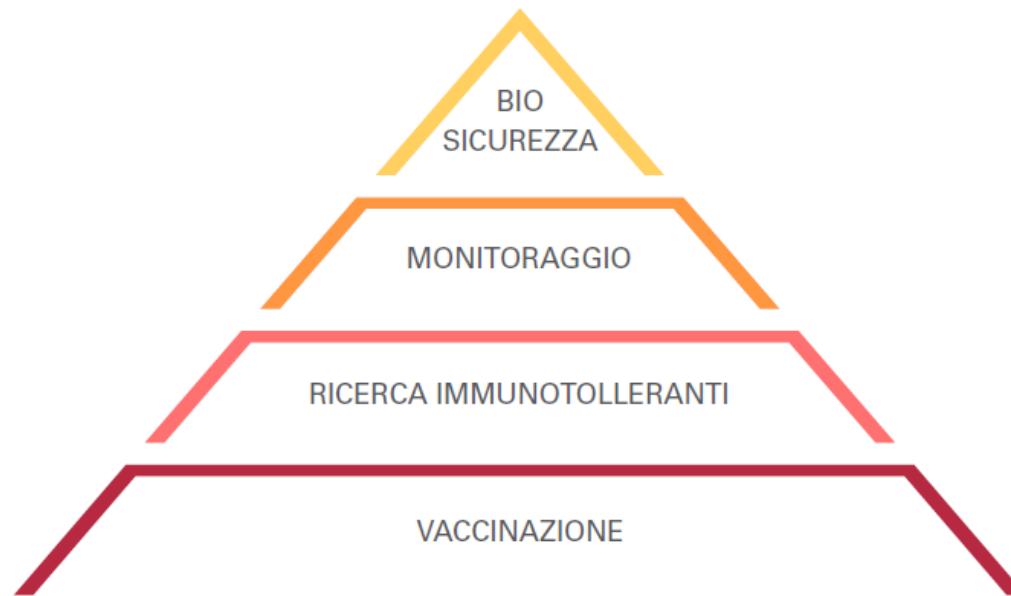 BIO
SICUREZZA
MONITORAGGIO
RICERCA IMMUNOTOLLERANTI
VACCINAZIONE